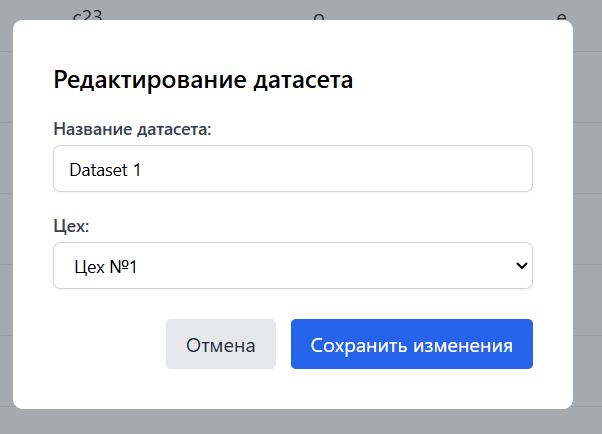 Редактирование датасета
Название датасета:
Dataset 1
Цех:
Цех №1
Отмена
Сохранить изменения